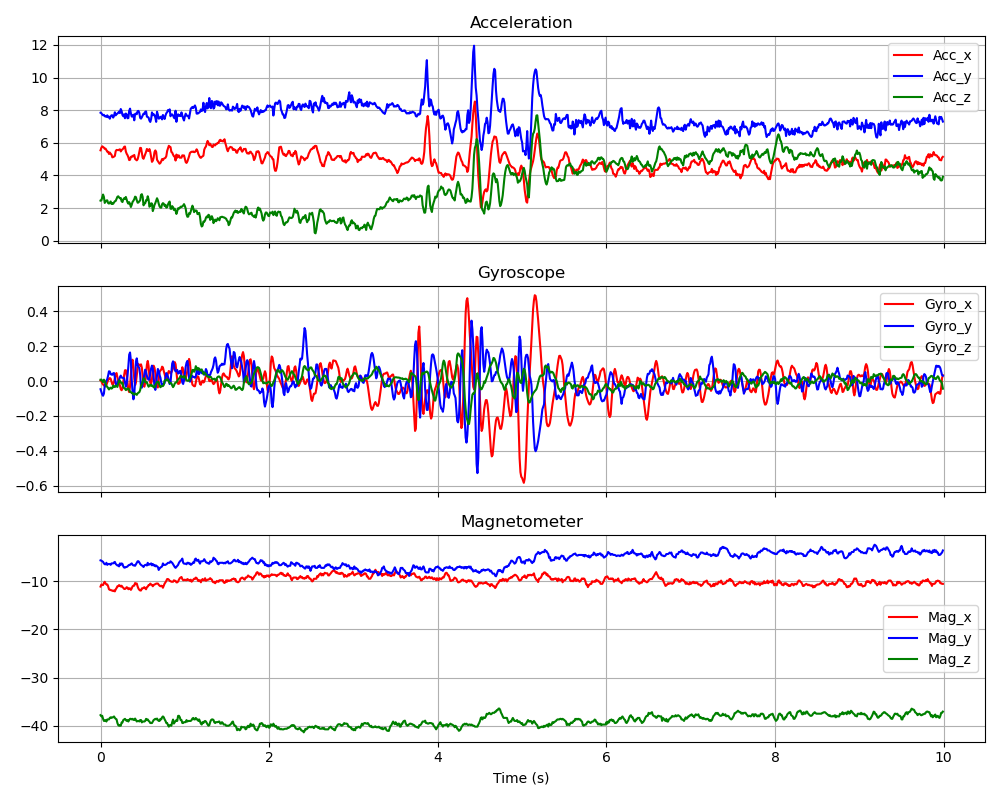 Acceleration
12
10
8
6
4
2
0
Acc_x
Acc_y
Acc_z
Gyroscope
0.4
0.2
0.0
−0.2
−0.4
−0.6
Gyro_x
Gyro_y
Gyro_z
Magnetometer
−10
−20
−30
−40
Mag_x
Mag_y
Mag_z
0 2 4 6 8 10
Time (s)